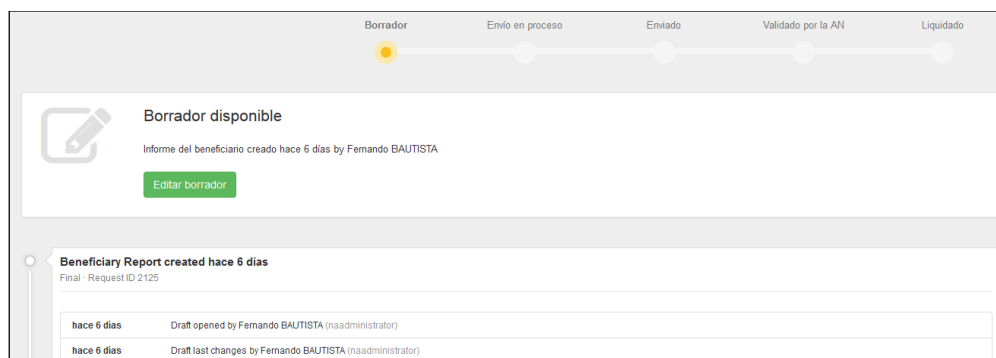 Borrador Envío en proceso Enviado Validado por la AN Liquidado
Borrador disponible
Informe del beneficiario creado hace 6 días by Fernando BAUTISTA
Editar borrador
Beneficiary Report created hace 6 días
Final - Request ID 2125
hace 6 días Draft opened by Fernando BAUTISTA (naadministrator)
hace 6 días Draft last changes by Fernando BAUTISTA (naadministrator)